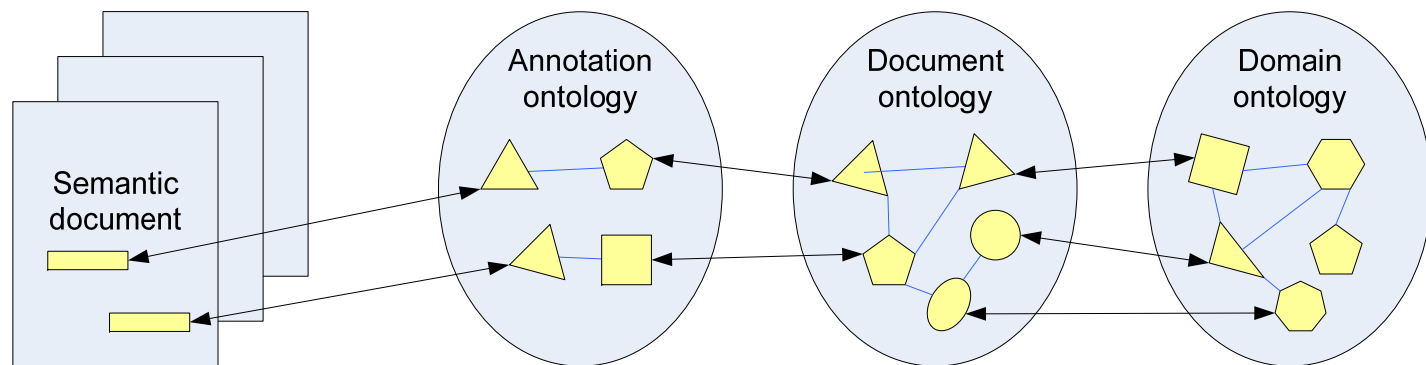 Semantic
document
Annotation
ontology
Document
ontology
Domain
ontology